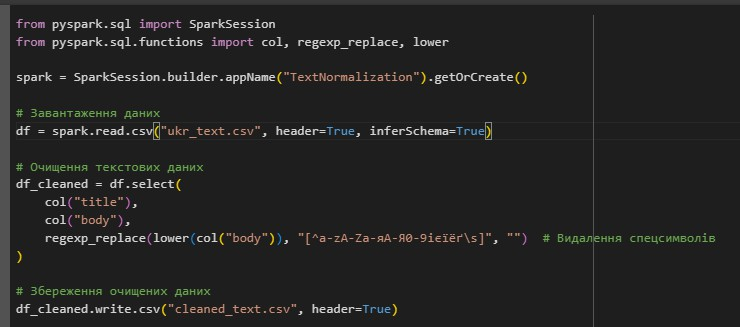 from pyspark.sql import SparkSession
from pyspark.sql.functions import col, regexp_replace, lower
spark = SparkSession.builder.appName("TextNormalization").getOrCreate()
# Завантаження даних
df = spark.read.csv("ukr_text.csv", header=True, inferSchema=True)
# Очищення текстових даних
df_cleaned = df.select(
    col("title"),
    col("body"),
    regexp_replace(lower(col("body")), "[^a-zA-Zа-яА-Я0-9ієїёґ\s]", "")  # Видалення спецсимволів
)
# Збереження очищених даних
df_cleaned.write.csv("cleaned_text.csv", header=True)